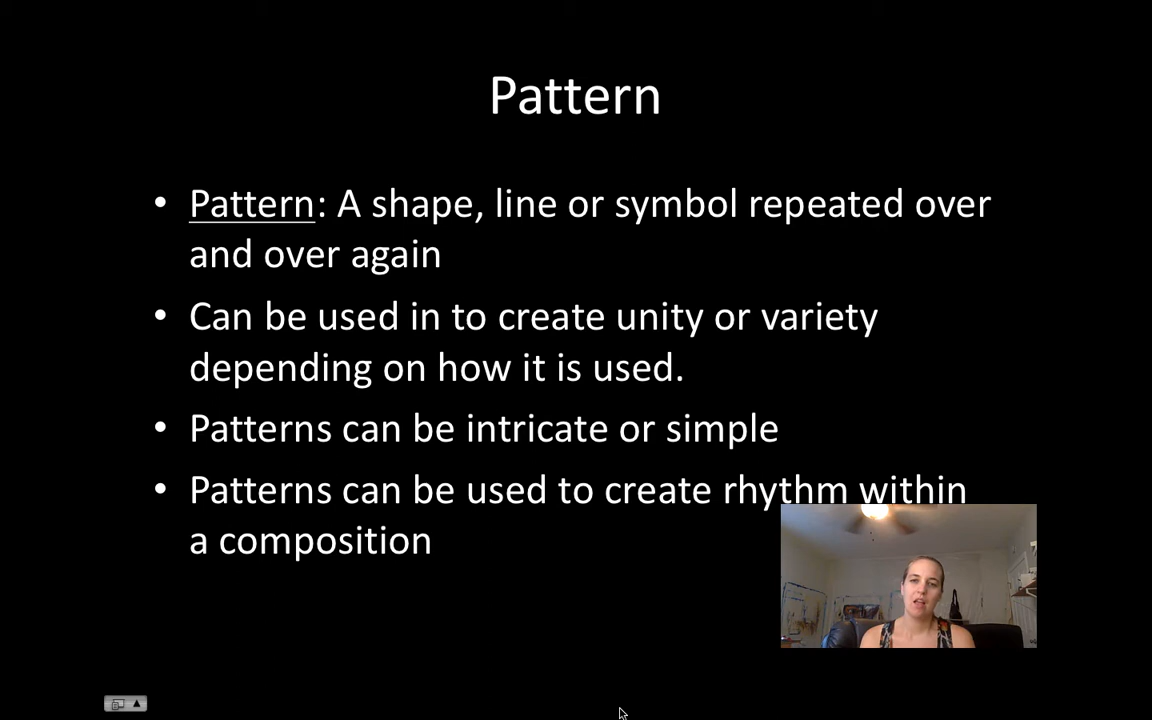 Pattern
• Pattern: A shape, line or symbol repeated over
and over again
• Can be used in to create unity or variety
depending on how it is used.
• Patterns can be intricate or simple
• Patterns can be used to create rhythm within
a composition